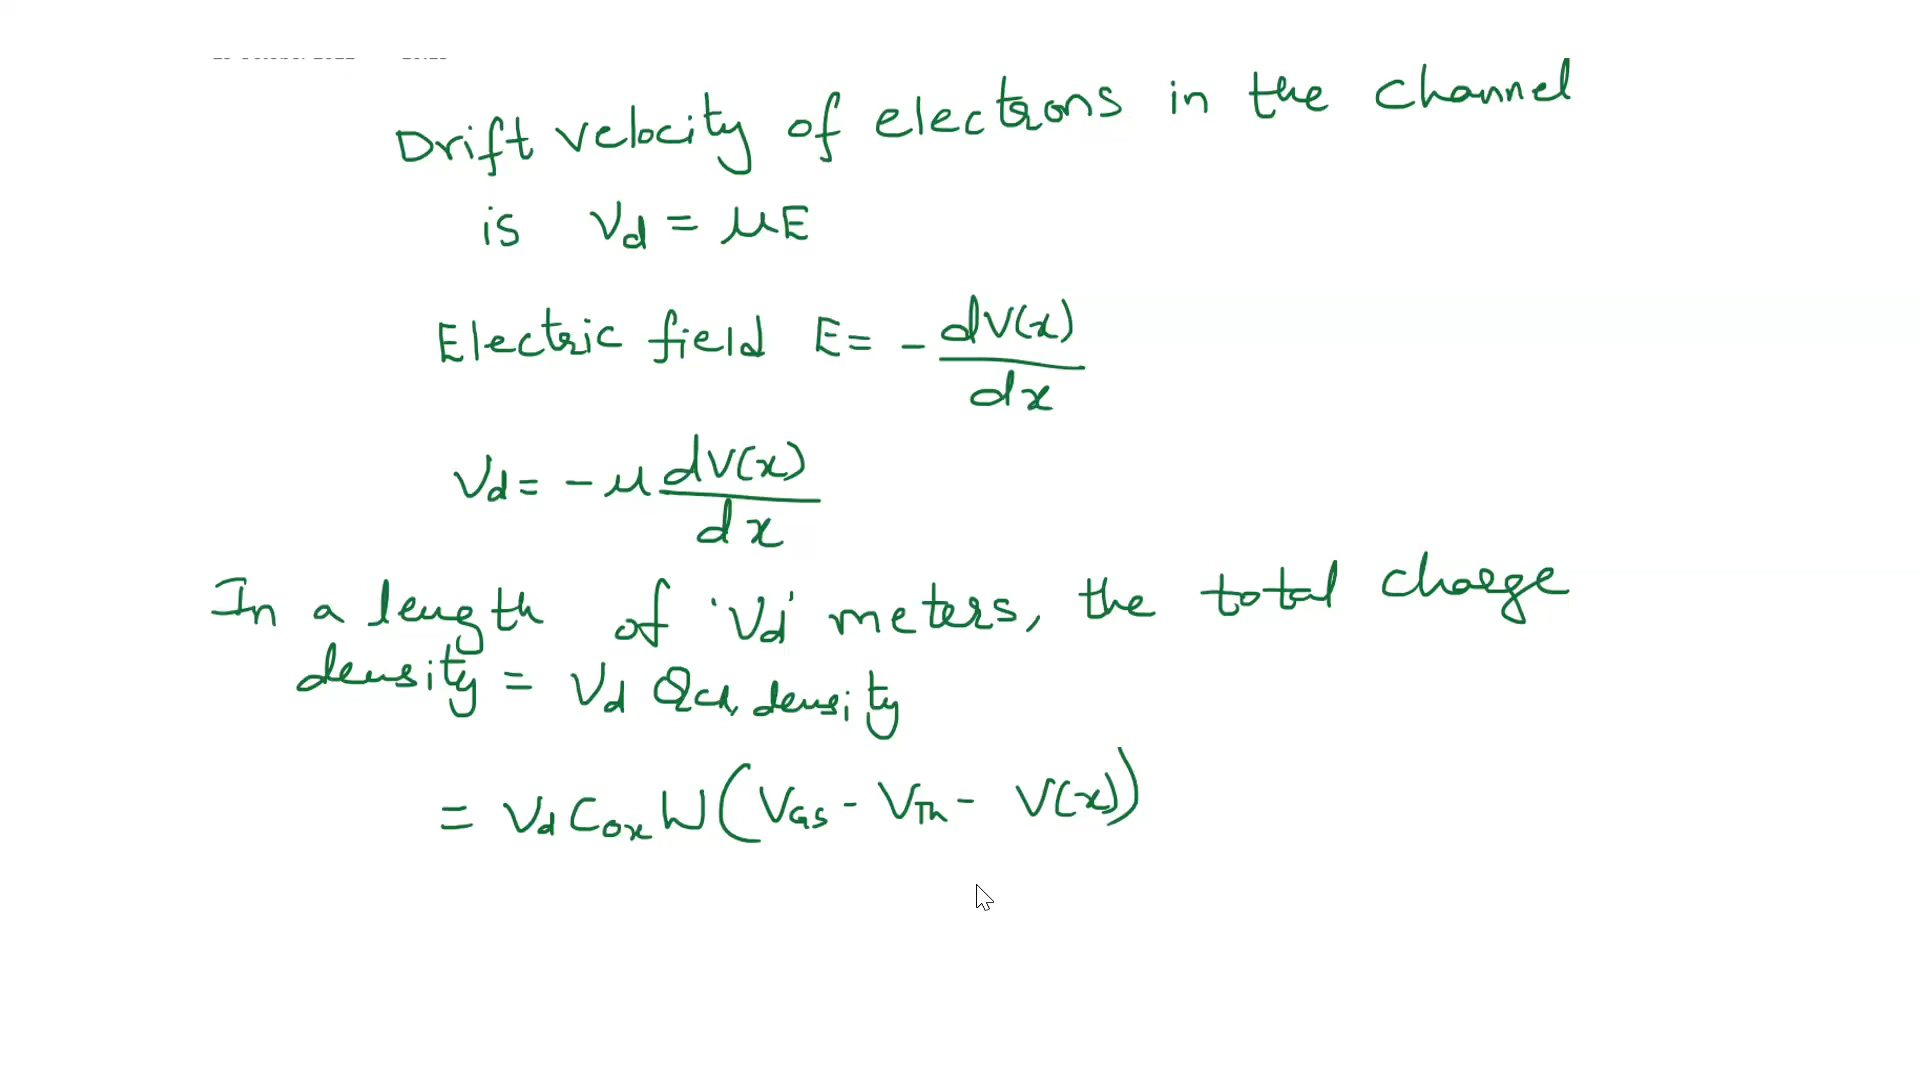 Drift velocity of electrons in the channel
is Vd = μE
Electric field E = - dV(x)/dx
Vd = - μ dV(x)/dx
In a length of 'Vd' meters, the total charge
density = Vd Qch, density
= Vd Cox W (VGS - VTh - V(x))